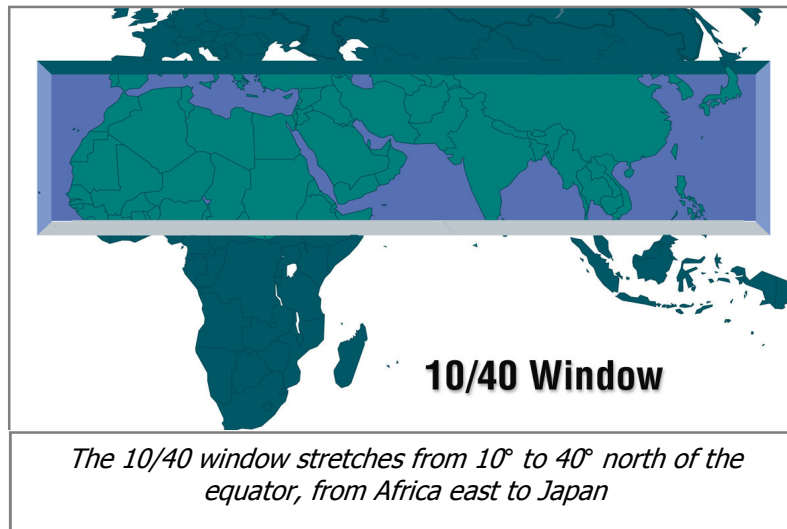 10/40 Window
The 10/40 window stretches from 10° to 40° north of the
equator, from Africa east to Japan